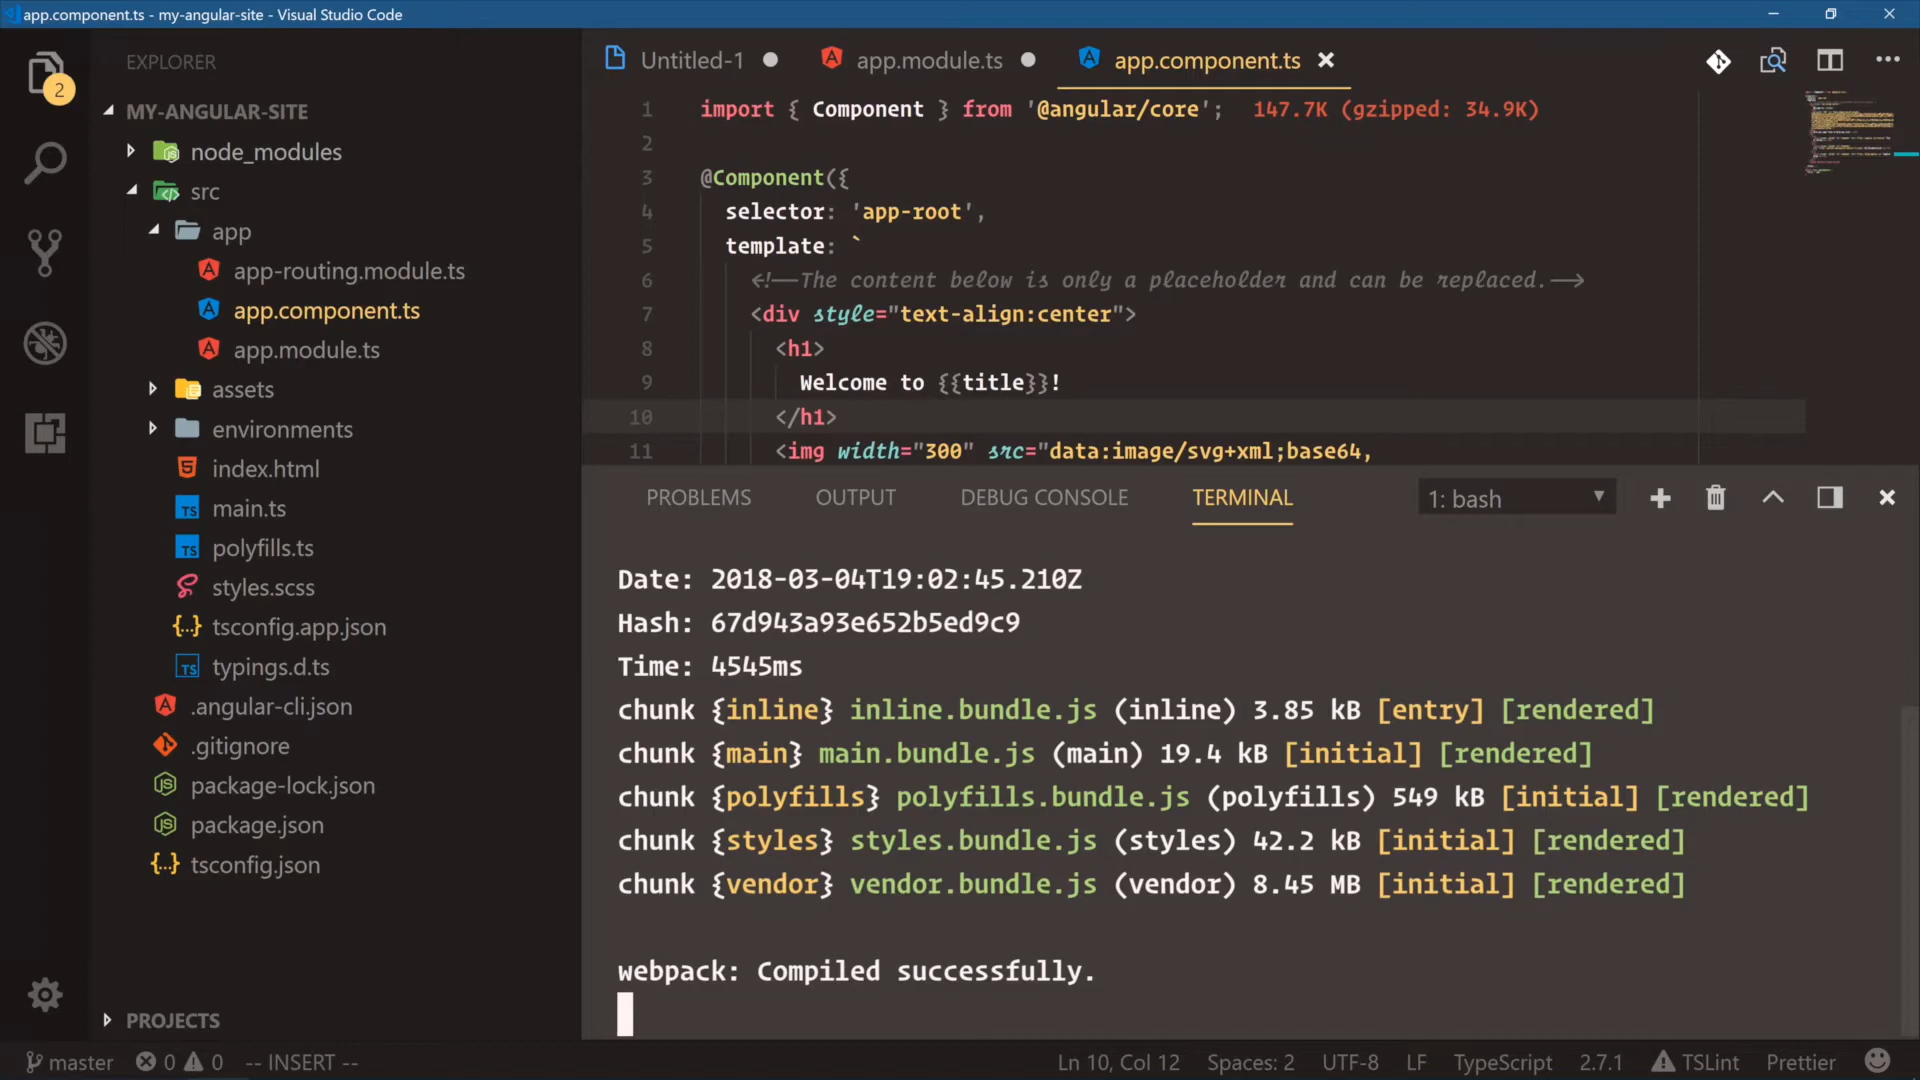 app.component.ts - my-angular-site - Visual Studio Code
2
EXPLORER
MY-ANGULAR-SITE
node_modules
src
app
app-routing.module.ts
app.component.ts
app.module.ts
assets
environments
index.html
main.ts
polyfills.ts
styles.scss
tsconfig.app.json
typings.d.ts
.angular-cli.json
.gitignore
package-lock.json
package.json
tsconfig.json
PROJECTS
Untitled-1
app.module.ts
app.component.ts
1 import { Component } from '@angular/core'; 147.7K (gzipped: 34.9K)
2
3 @Component({
4 selector: 'app-root',
5 template: `
6 <!--The content below is only a placeholder and can be replaced.-->
7 <div style="text-align:center">
8 <h1>
9 Welcome to {{title}}!
10 </h1>
11 <img width="300" src="data:image/svg+xml;base64,
PROBLEMS OUTPUT DEBUG CONSOLE TERMINAL 1: bash
Date: 2018-03-04T19:02:45.210Z
Hash: 67d943a93e652b5ed9c9
Time: 4545ms
chunk {inline} inline.bundle.js (inline) 3.85 kB [entry] [rendered]
chunk {main} main.bundle.js (main) 19.4 kB [initial] [rendered]
chunk {polyfills} polyfills.bundle.js (polyfills) 549 kB [initial] [rendered]
chunk {styles} styles.bundle.js (styles) 42.2 kB [initial] [rendered]
chunk {vendor} vendor.bundle.js (vendor) 8.45 MB [initial] [rendered]
webpack: Compiled successfully.
master 0 0 -- INSERT -- Ln 10, Col 12 Spaces: 2 UTF-8 LF TypeScript 2.7.1 TSLint Prettier